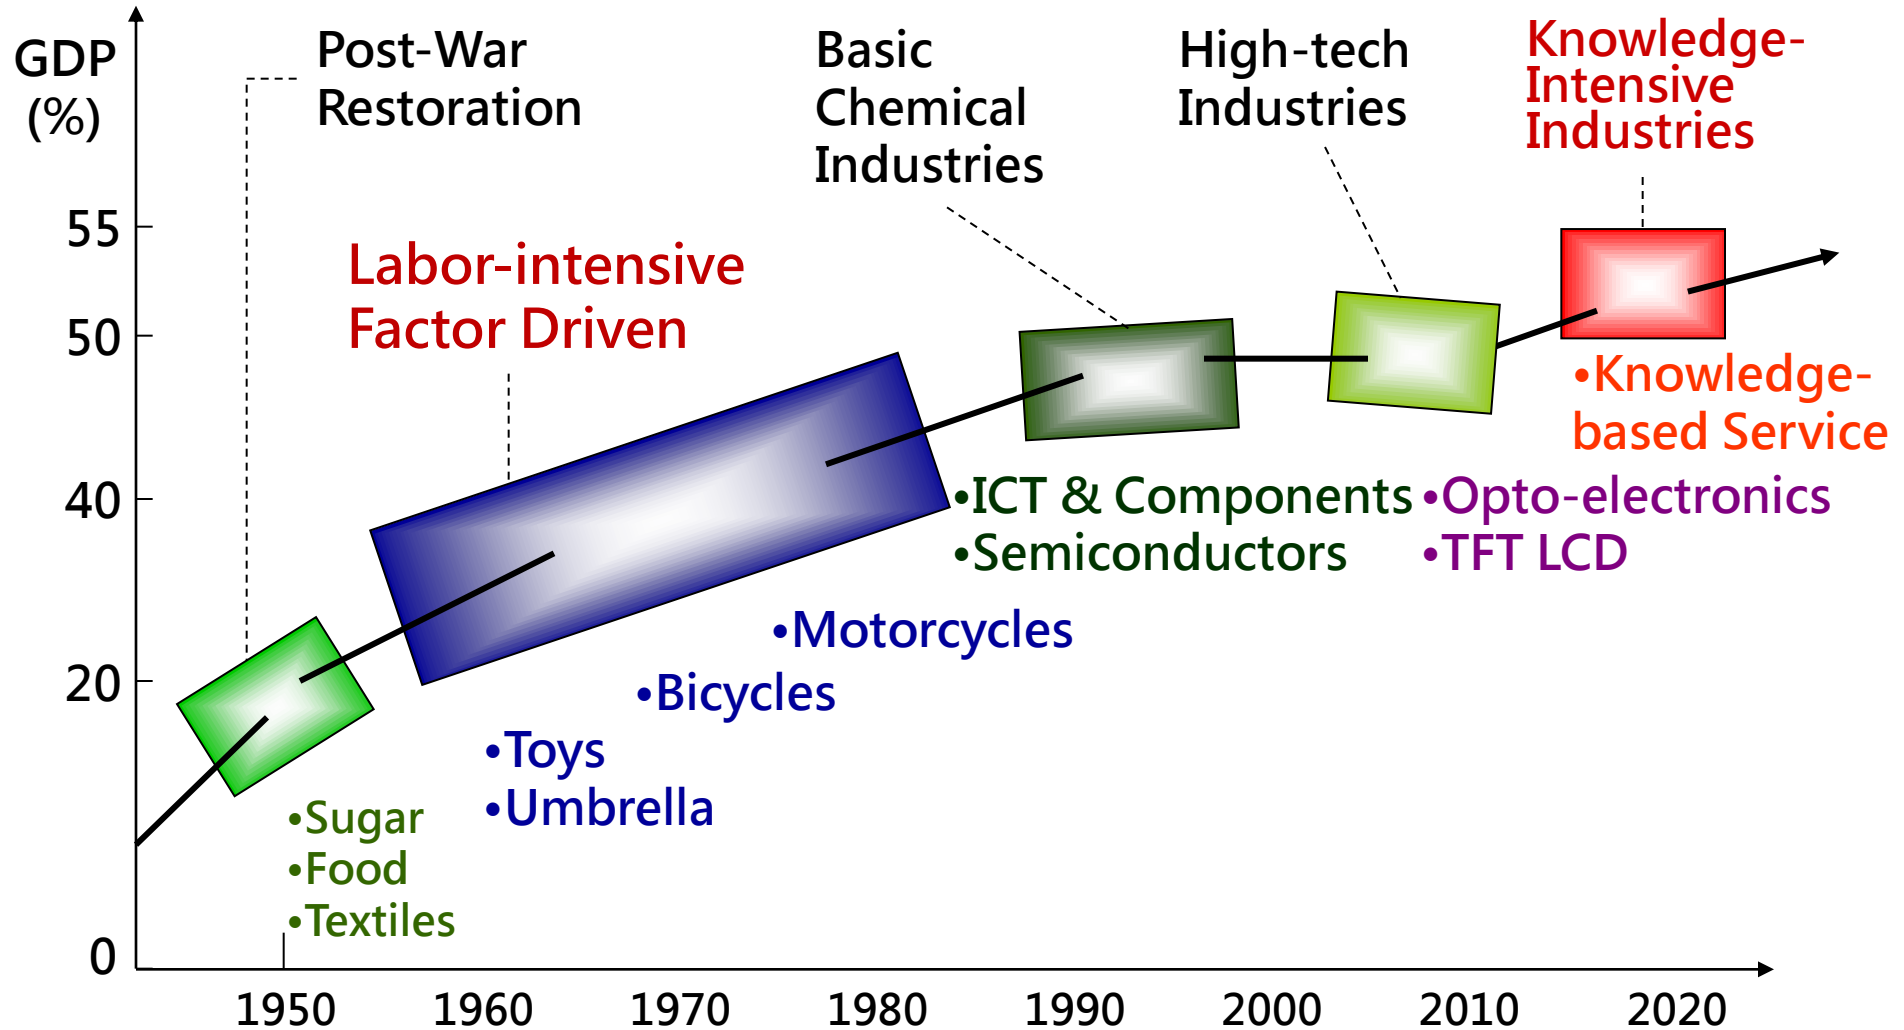 GDP
(%)
Post-War
Restoration
Basic
Chemical
Industries
High-tech
Industries
Knowledge-
Intensive
Industries
55
Labor-intensive
Factor Driven
50
•Knowledge-
based Service
40
•ICT & Components
•Semiconductors
•Opto-electronics
•TFT LCD
•Motorcycles
20
•Bicycles
•Toys
•Umbrella
•Sugar
•Food
•Textiles
0
1950 1960 1970 1980 1990 2000 2010 2020